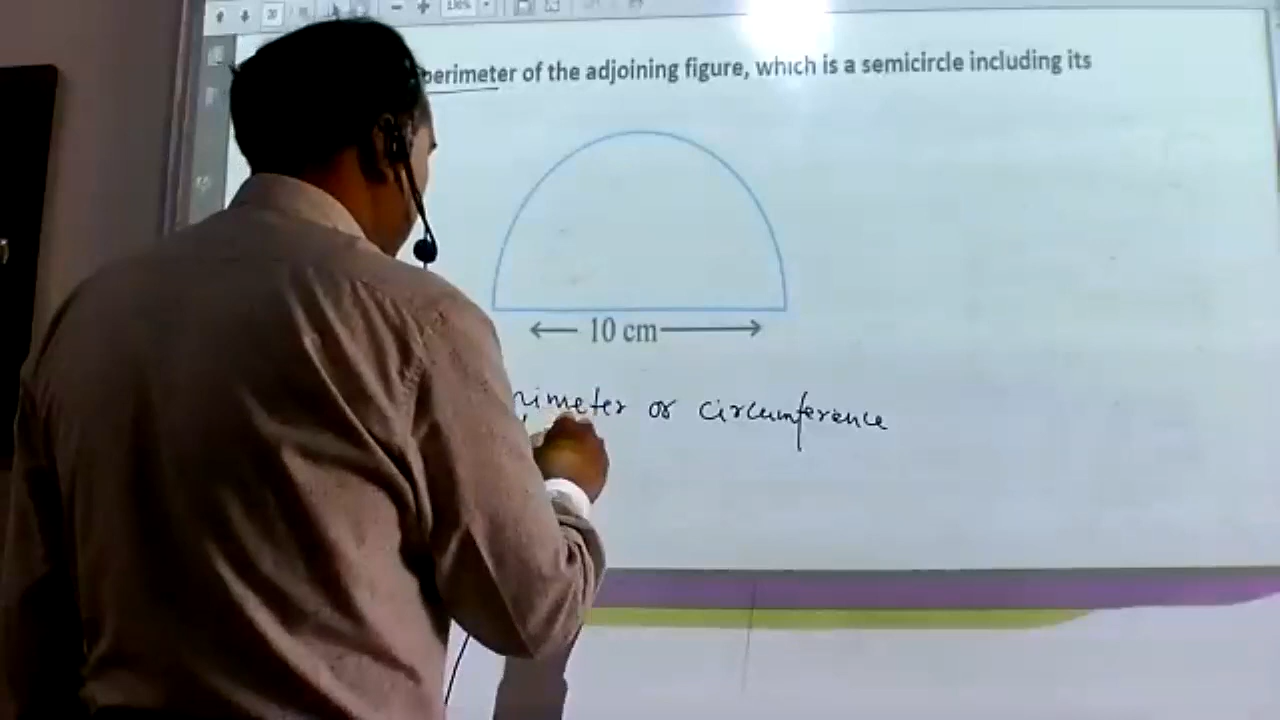 perimeter of the adjoining figure, which is a semicircle including its
10 cm
rimeter or circumference